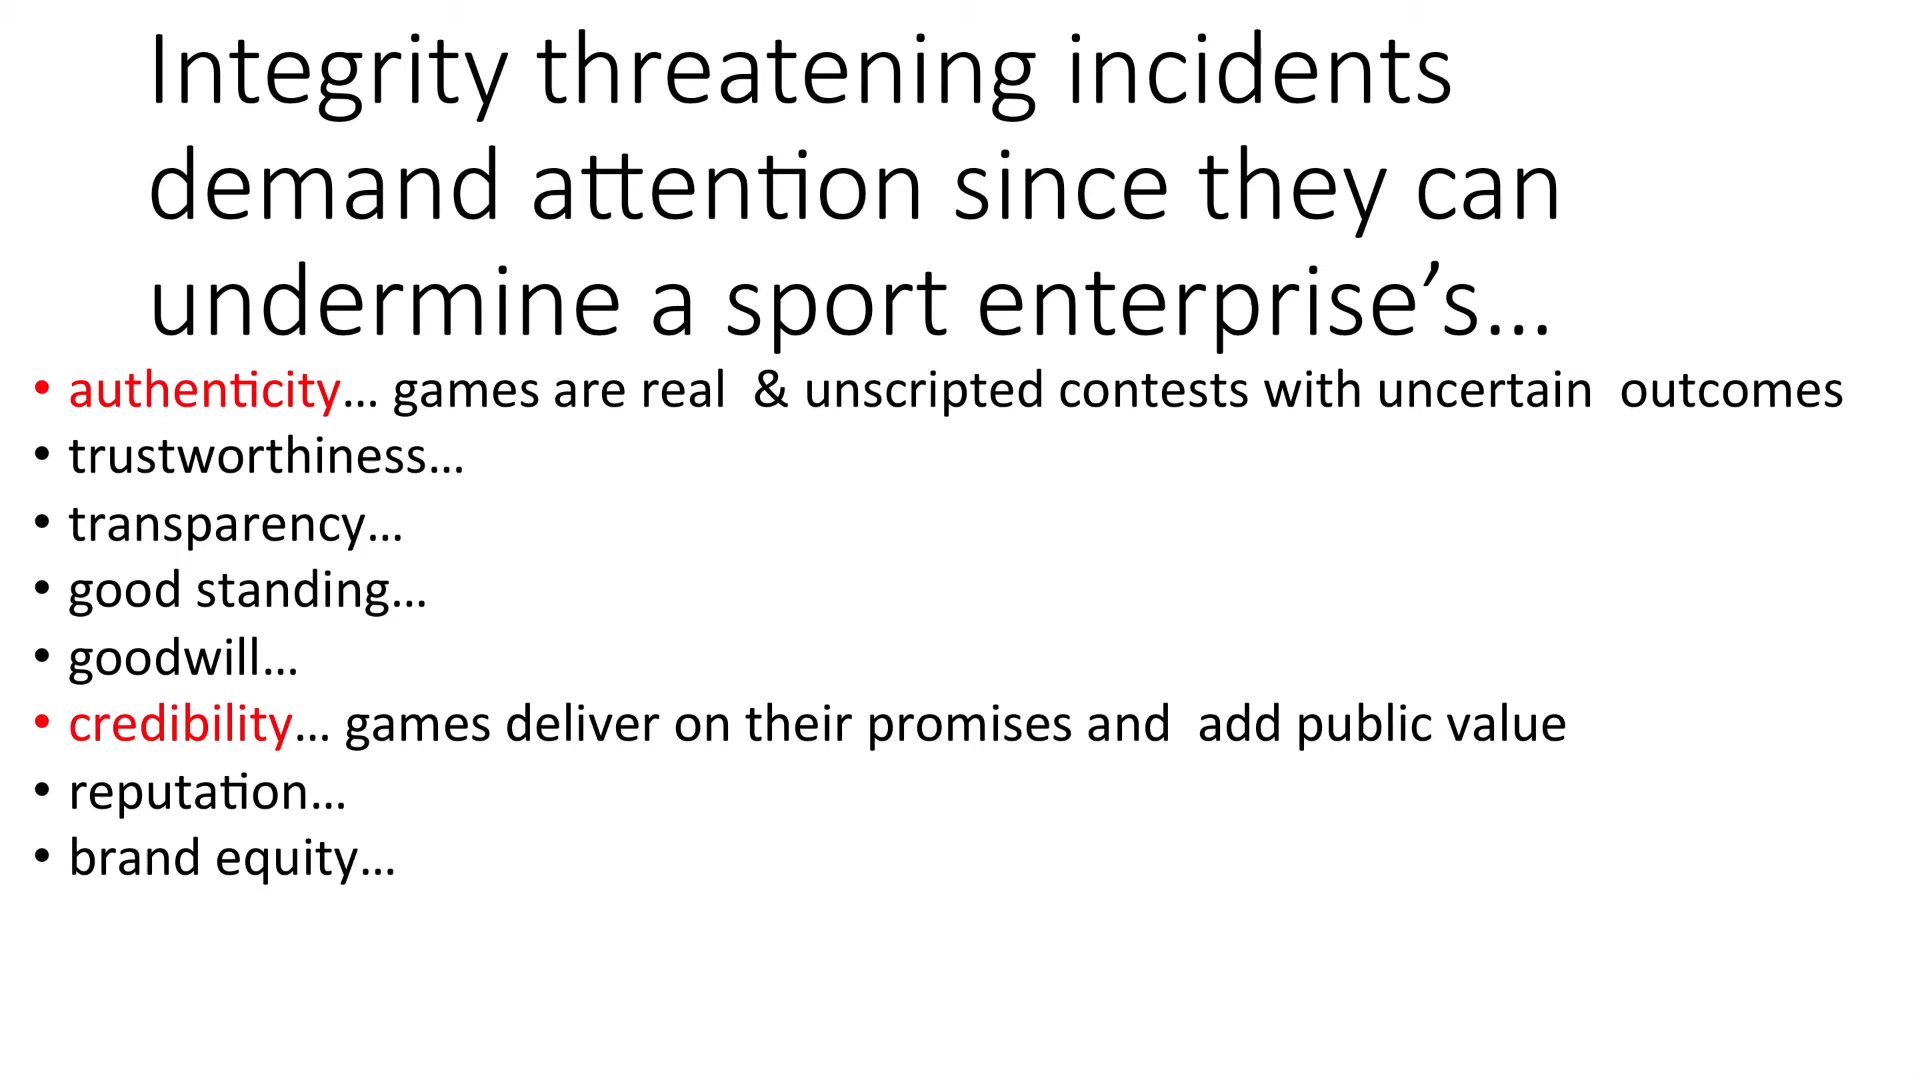 Integrity threatening incidents
demand attention since they can
undermine a sport enterprise’s…
• authenticity… games are real & unscripted contests with uncertain outcomes
• trustworthiness…
• transparency…
• good standing…
• goodwill…
• credibility… games deliver on their promises and add public value
• reputation…
• brand equity…